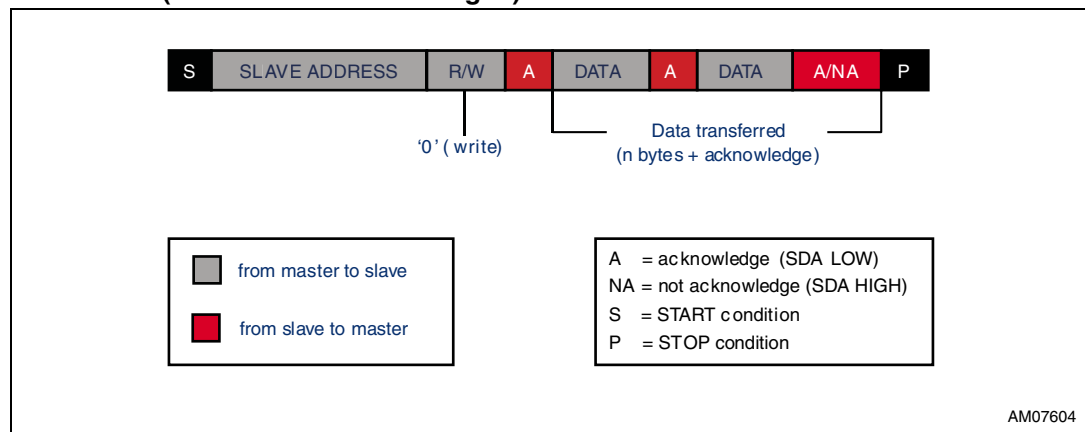 S SLAVE ADDRESS R/W A DATA A DATA A/NA P
‘0’ ( write)
Data transferred
(n bytes + acknowledge)
from master to slave
from slave to master
A = acknowledge (SDA LOW)
NA = not acknowledge (SDA HIGH)
S = START condition
P = STOP condition
AM07604